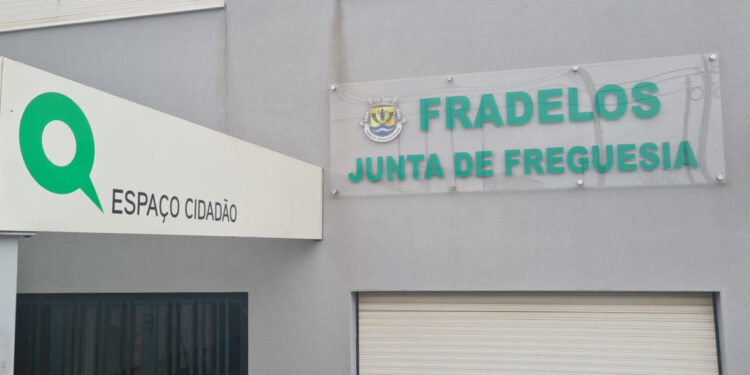 ESPAÇO CIDADÃO
FRADELOS
JUNTA DE FREGUESIA